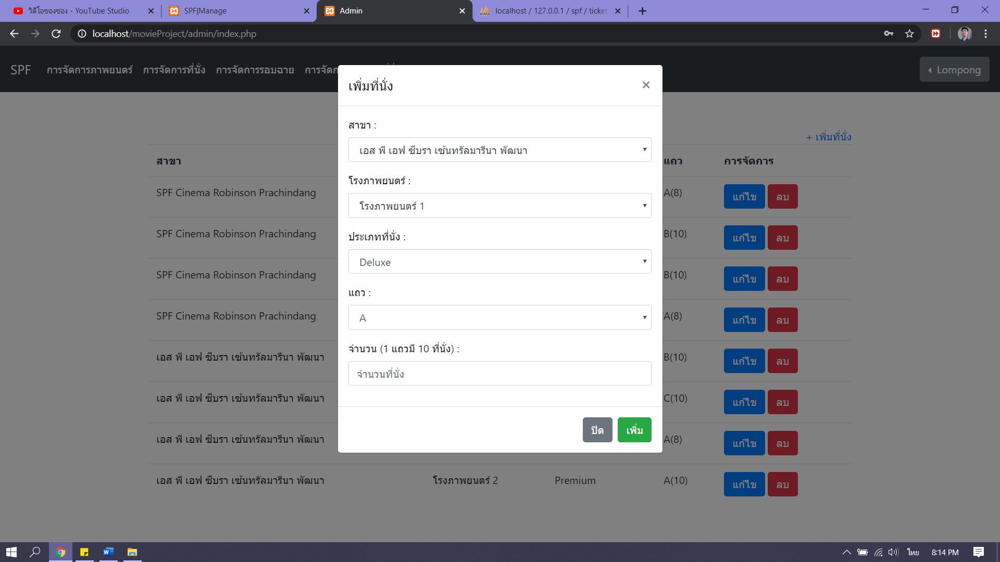 วิดีโอของช่อง - YouTube Studio
SPF|Manage
Admin
localhost / 127.0.0.1 / spf / ticket
localhost/movieProject/admin/index.php
SPF การจัดการภาพยนตร์ การจัดการที่นั่ง การจัดการรอบฉาย การจัดก
Lompong
เพิ่มที่นั่ง ×
สาขา :
เอส พี เอฟ ซีบรา เซ้นทรัลมารีนา พัฒนา
โรงภาพยนตร์ :
โรงภาพยนตร์ 1
ประเภทที่นั่ง :
Deluxe
แถว :
A
จำนวน (1 แถวมี 10 ที่นั่ง) :
จำนวนที่นั่ง
ปิด เพิ่ม
+ เพิ่มที่นั่ง
สาขา แถว การจัดการ
SPF Cinema Robinson Prachindang A(8) แก้ไข ลบ
SPF Cinema Robinson Prachindang B(10) แก้ไข ลบ
SPF Cinema Robinson Prachindang B(10) แก้ไข ลบ
SPF Cinema Robinson Prachindang A(8) แก้ไข ลบ
เอส พี เอฟ ซีบรา เซ้นทรัลมารีนา พัฒนา B(10) แก้ไข ลบ
เอส พี เอฟ ซีบรา เซ้นทรัลมารีนา พัฒนา C(10) แก้ไข ลบ
เอส พี เอฟ ซีบรา เซ้นทรัลมารีนา พัฒนา A(8) แก้ไข ลบ
เอส พี เอฟ ซีบรา เซ้นทรัลมารีนา พัฒนา โรงภาพยนตร์ 2 Premium A(10) แก้ไข ลบ
ไทย 8:14 PM